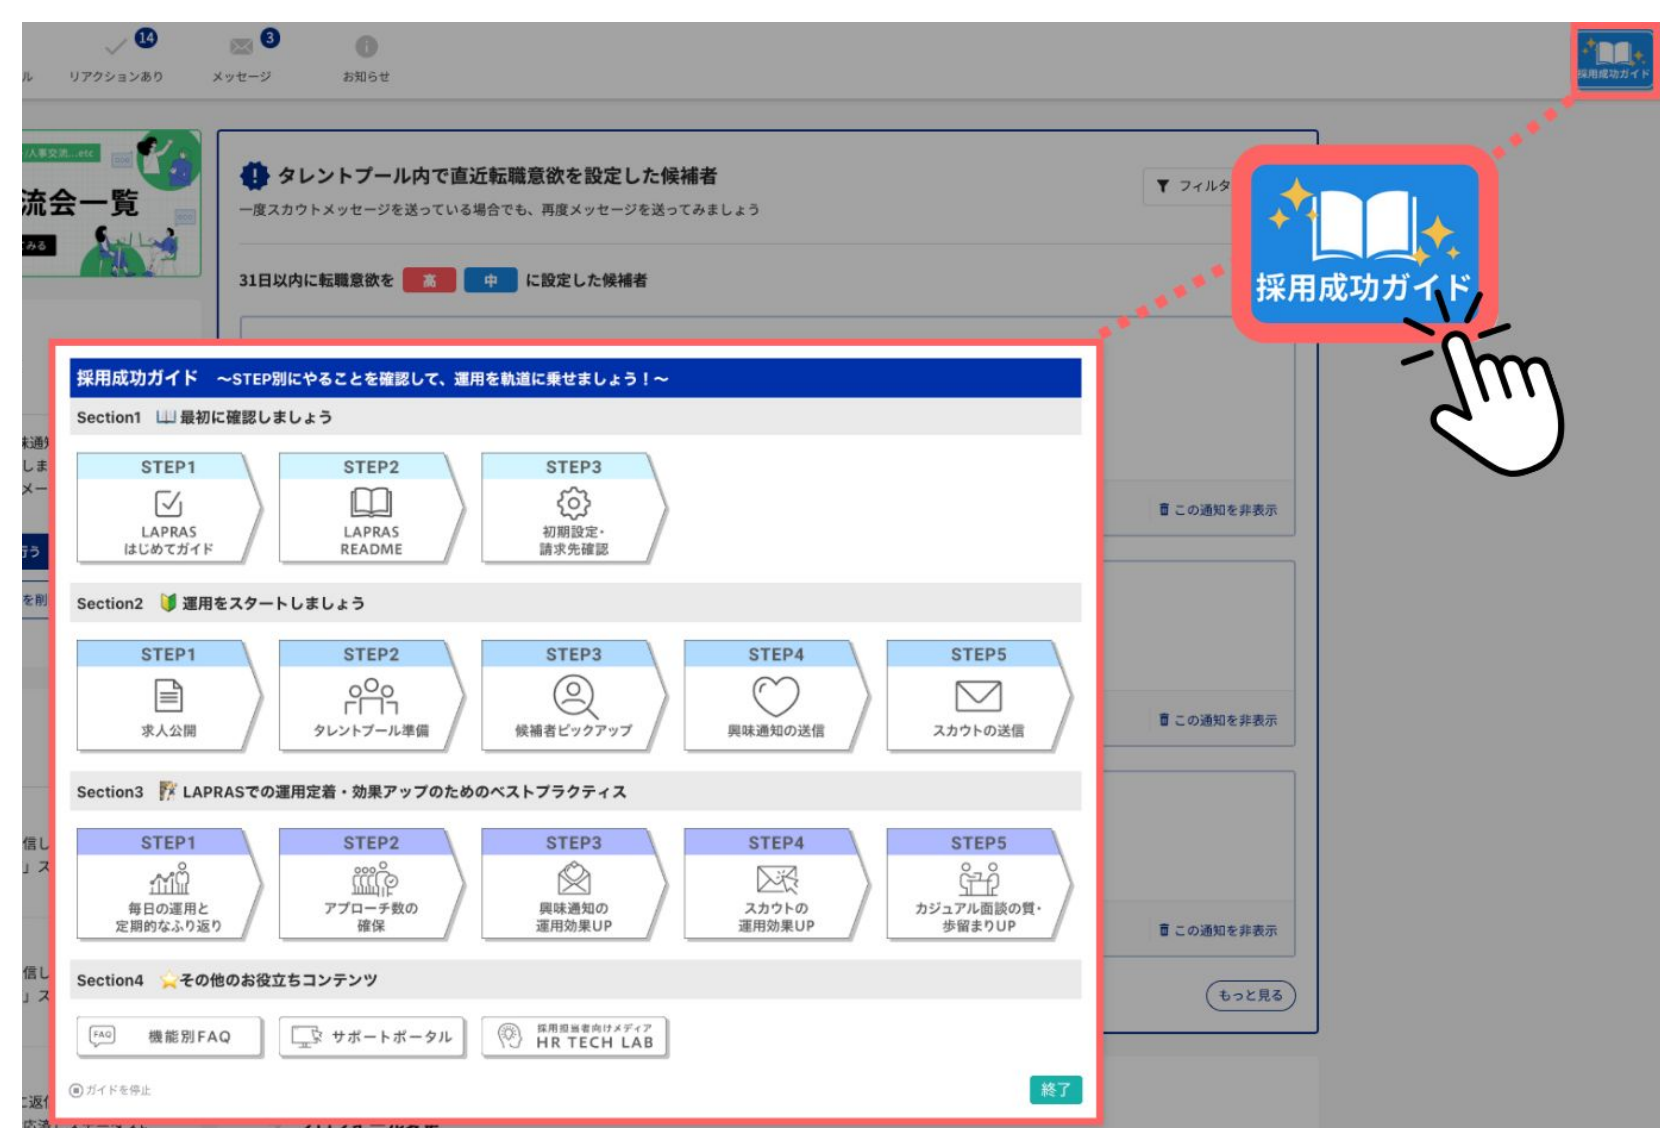 14
3
リアクションあり
メッセージ
お知らせ
採用成功ガイド
/人事交流...etc
流会一覧
てみる
タレントプール内で直近転職意欲を設定した候補者
一度スカウトメッセージを送っている場合でも、再度メッセージを送ってみましょう
フィルタ
31日以内に転職意欲を 高 中 に設定した候補者
採用成功ガイド
採用成功ガイド ～STEP別にやることを確認して、運用を軌道に乗せましょう！～
Section1 最初に確認しましょう
STEP1
LAPRAS
はじめてガイド
STEP2
LAPRAS
README
STEP3
初期設定・
請求先確認
この通知を非表示
Section2 運用をスタートしましょう
STEP1
求人公開
STEP2
タレントプール準備
STEP3
候補者ピックアップ
STEP4
興味通知の送信
STEP5
スカウトの送信
この通知を非表示
Section3 LAPRASでの運用定着・効果アップのためのベストプラクティス
STEP1
毎日の運用と
定期的なふり返り
STEP2
アプローチ数の
確保
STEP3
興味通知の
運用効果UP
STEP4
スカウトの
運用効果UP
STEP5
カジュアル面談の質・
歩留まりUP
この通知を非表示
Section4 その他のお役立ちコンテンツ
もっと見る
FAQ 機能別FAQ
サポートポータル
採用担当者向けメディア
HR TECH LAB
ガイドを停止
終了